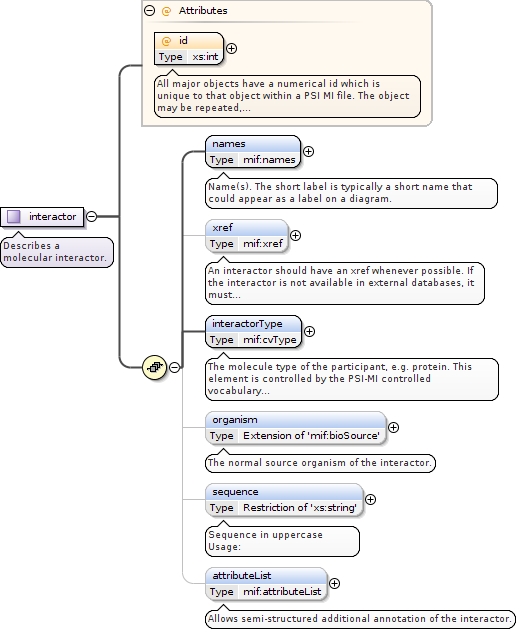 @ Attributes
@ id
Type xs:int
All major objects have a numerical id which is
unique to that object within a PSI MI file. The object
may be repeated,...
names
Type mif:names
Name(s). The short label is typically a short name that
could appear as a label on a diagram.
interactor
Describes a
molecular interactor.
xref
Type mif:xref
An interactor should have an xref whenever possible. If
the interactor is not available in external databases, it
must...
interactorType
Type mif:cvType
The molecule type of the participant, e.g. protein. This
element is controlled by the PSI-MI controlled
vocabulary...
organism
Type Extension of 'mif:bioSource'
The normal source organism of the interactor.
sequence
Type Restriction of 'xs:string'
Sequence in uppercase
Usage:
attributeList
Type mif:attributeList
Allows semi-structured additional annotation of the interactor.